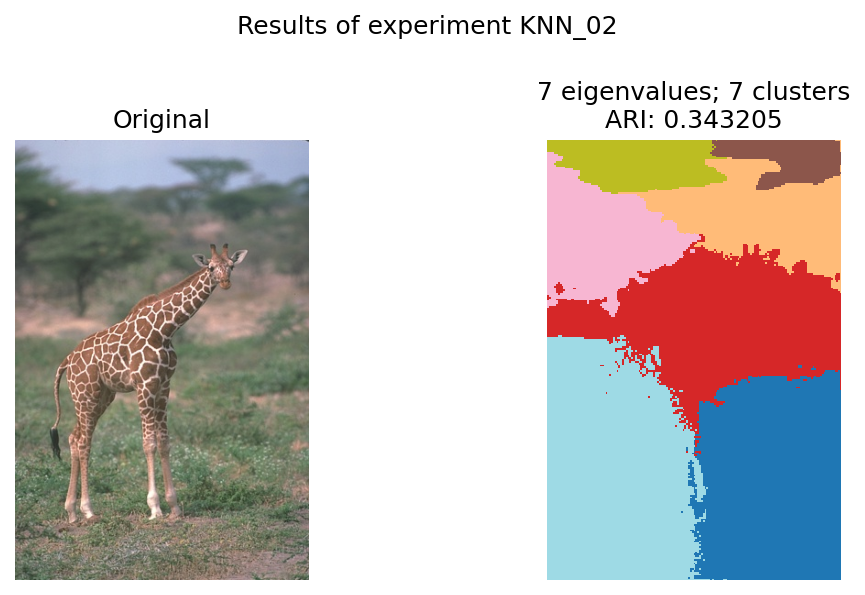 Results of experiment KNN_02
Original
7 eigenvalues; 7 clusters
ARI: 0.343205